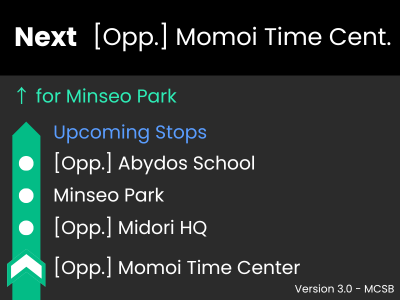 Next [Opp.] Momoi Time Cent.
↑ for Minseo Park
Upcoming Stops
[Opp.] Abydos School
Minseo Park
[Opp.] Midori HQ
[Opp.] Momoi Time Center
Version 3.0 - MCSB